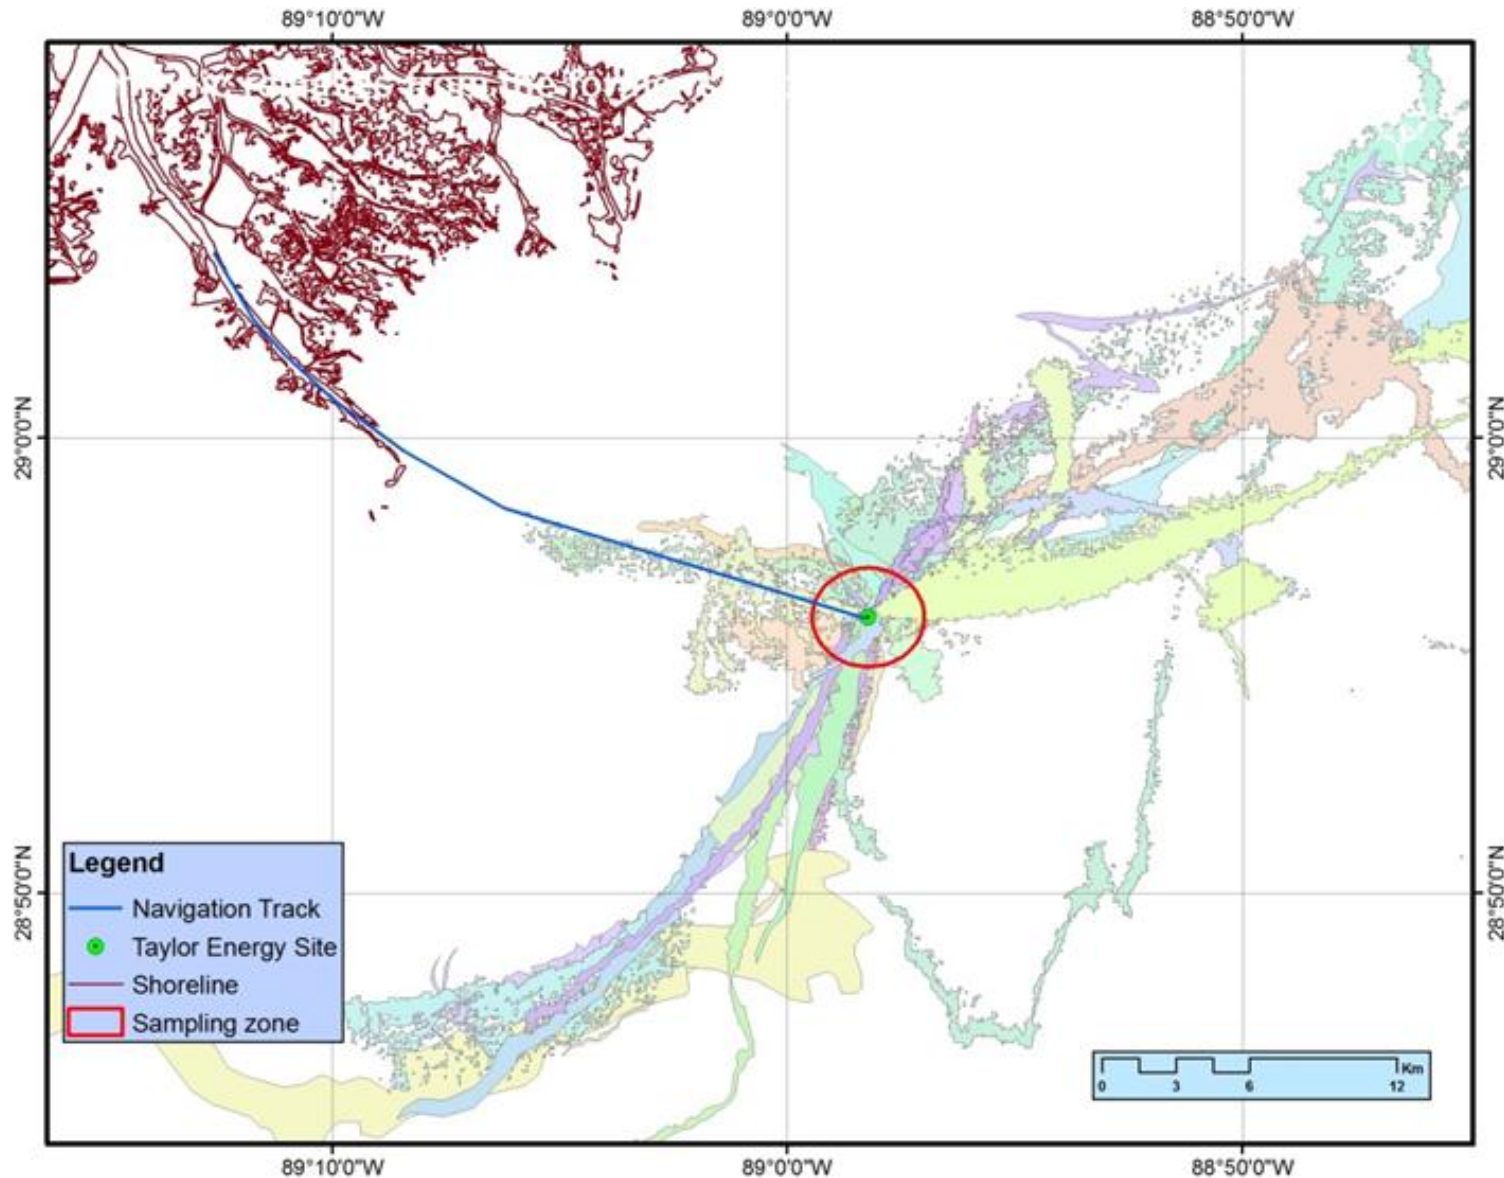 89°10'0"W 89°0'0"W 88°50'0"W
29°0'0"N 29°0'0"N
28°50'0"N 28°50'0"N
Legend
Navigation Track
Taylor Energy Site
Shoreline
Sampling zone
Km
0 3 6 12
89°10'0"W 89°0'0"W 88°50'0"W